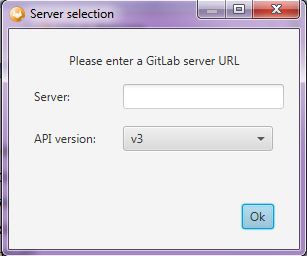 Server selection
Please enter a GitLab server URL
Server:
API version:
v3
Ok